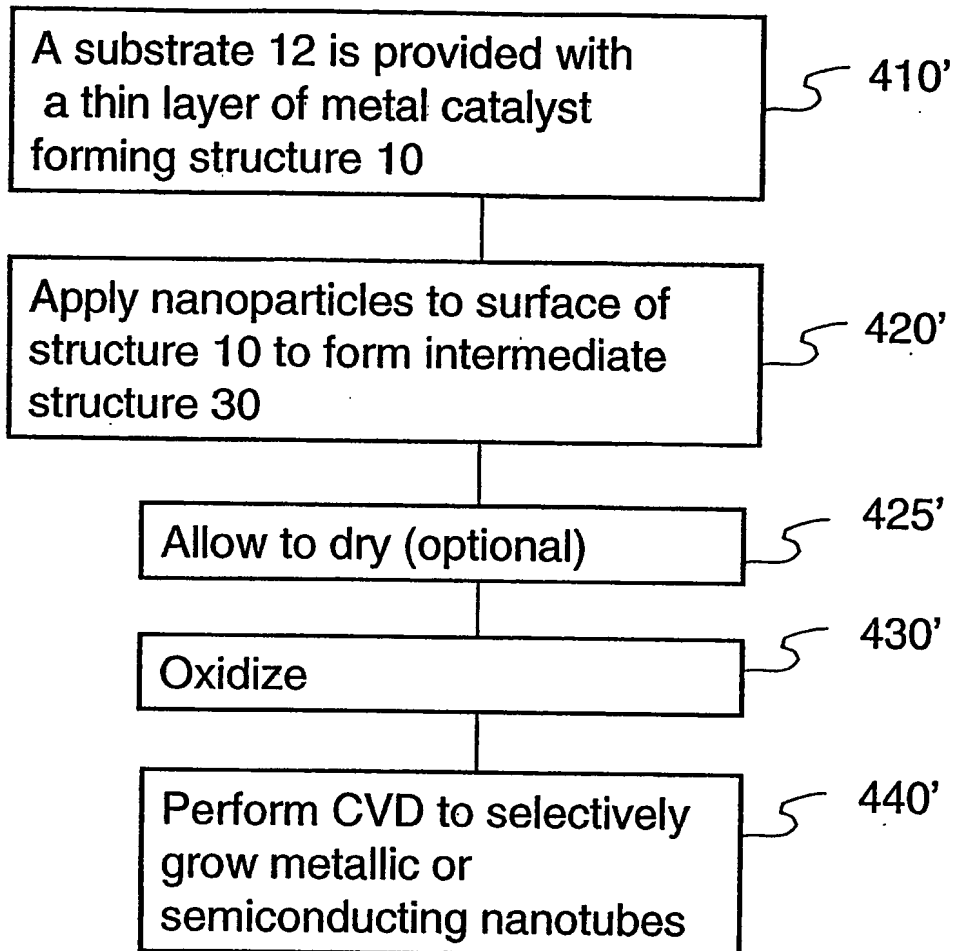 A substrate 12 is provided with
a thin layer of metal catalyst
forming structure 10
410'
Apply nanoparticles to surface of
structure 10 to form intermediate
structure 30
420'
Allow to dry (optional)
425'
Oxidize
430'
Perform CVD to selectively
grow metallic or
semiconducting nanotubes
440'